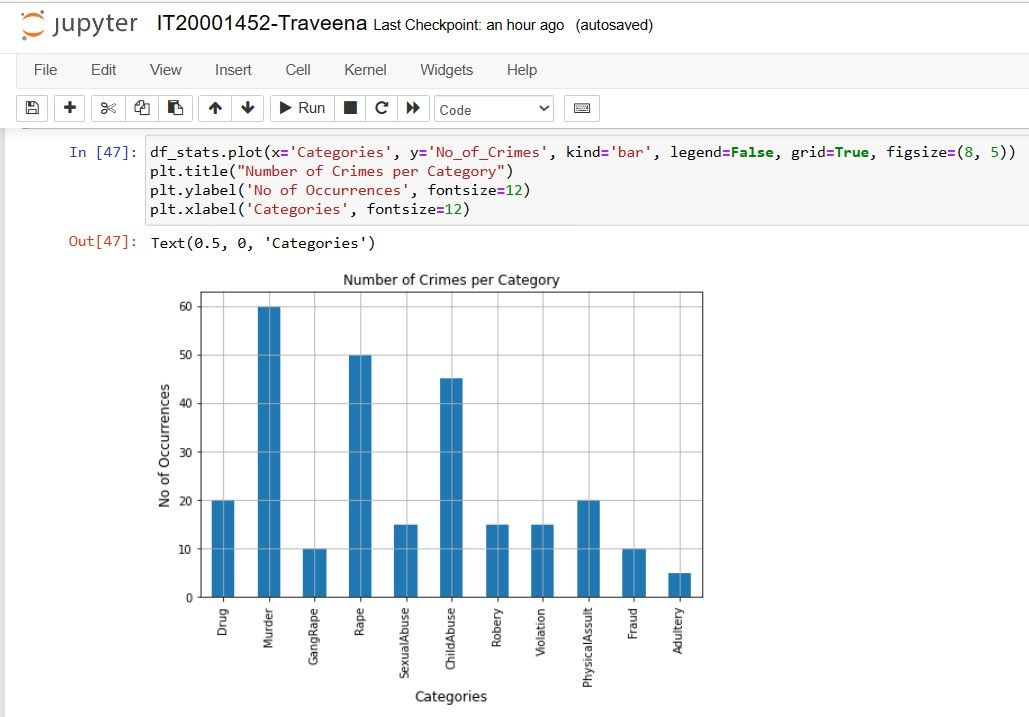 jupyter IT20001452-Traveena Last Checkpoint: an hour ago (autosaved)
File Edit View Insert Cell Kernel Widgets Help
Run Code
In [47]: df_stats.plot(x='Categories', y='No_of_Crimes', kind='bar', legend=False, grid=True, figsize=(8, 5))
plt.title("Number of Crimes per Category")
plt.ylabel('No of Occurrences', fontsize=12)
plt.xlabel('Categories', fontsize=12)
Out[47]: Text(0.5, 0, 'Categories')
Number of Crimes per Category
No of Occurrences
60
50
40
30
20
10
0
Drug
Murder
GangRape
Rape
SexualAbuse
ChildAbuse
Robery
Violation
PhysicalAssult
Fraud
Adultery
Categories